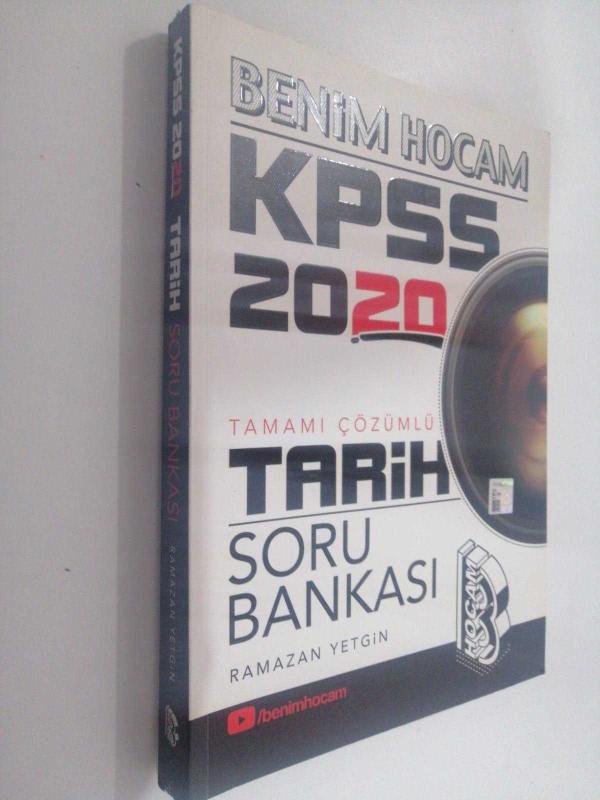 BENİM HOCAM
KPSS
2020
TAMAMI ÇÖZÜMLÜ
TARİH
SORU
BANKASI
RAMAZAN YETGİN
/benimhocam
B
HOCAM
KPSS 2020 TARİH SORU BANKASI RAMAZAN YETGİN